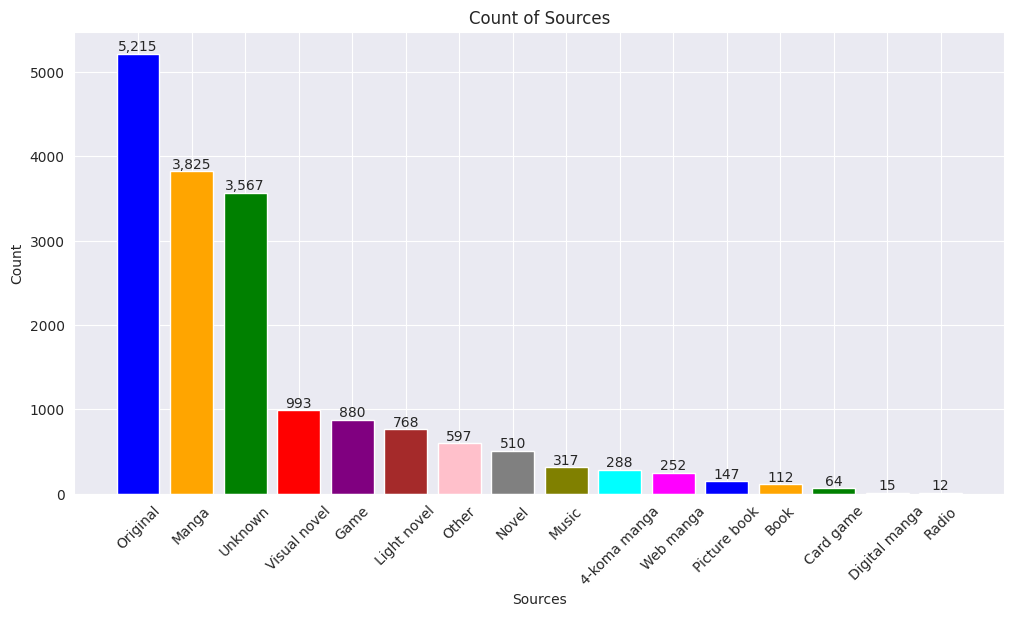 Count of Sources
5,215
3,825
3,567
993
880
768
597
510
317
288
252
147
112
64
15
12
5000
4000
3000
2000
1000
0
Count
Original
Manga
Unknown
Visual novel
Game
Light novel
Other
Novel
Music
4-koma manga
Web manga
Picture book
Book
Card game
Digital manga
Radio
Sources